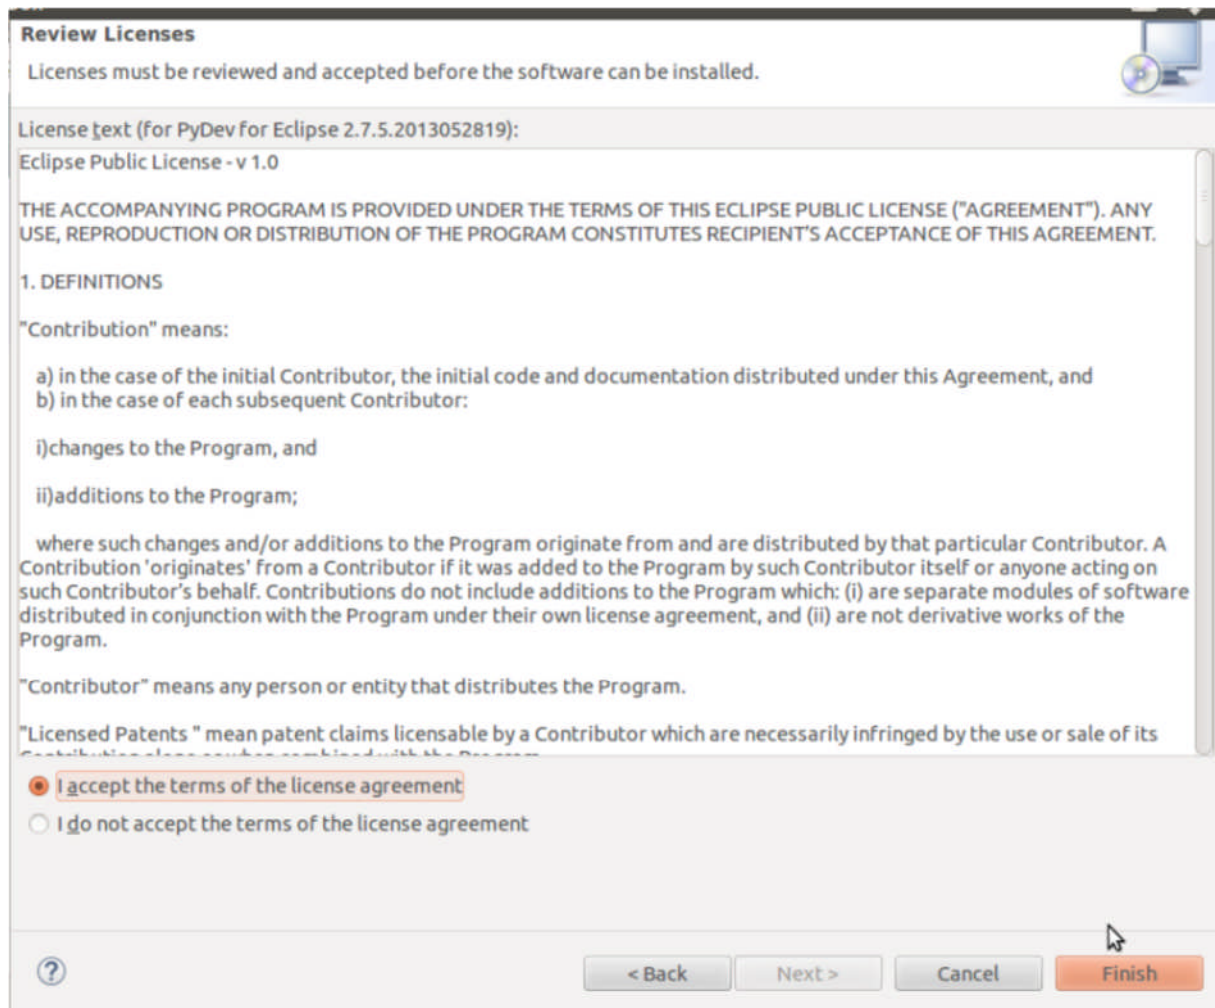 Review Licenses
Licenses must be reviewed and accepted before the software can be installed.
License text (for PyDev for Eclipse 2.7.5.2013052819):
Eclipse Public License - v 1.0
THE ACCOMPANYING PROGRAM IS PROVIDED UNDER THE TERMS OF THIS ECLIPSE PUBLIC LICENSE ("AGREEMENT"). ANY
USE, REPRODUCTION OR DISTRIBUTION OF THE PROGRAM CONSTITUTES RECIPIENT'S ACCEPTANCE OF THIS AGREEMENT.
1. DEFINITIONS
"Contribution" means:
a) in the case of the initial Contributor, the initial code and documentation distributed under this Agreement, and
b) in the case of each subsequent Contributor:
i)changes to the Program, and
ii)additions to the Program;
where such changes and/or additions to the Program originate from and are distributed by that particular Contributor. A
Contribution 'originates' from a Contributor if it was added to the Program by such Contributor itself or anyone acting on
such Contributor's behalf. Contributions do not include additions to the Program which: (i) are separate modules of software
distributed in conjunction with the Program under their own license agreement, and (ii) are not derivative works of the
Program.
"Contributor" means any person or entity that distributes the Program.
"Licensed Patents " mean patent claims licensable by a Contributor which are necessarily infringed by the use or sale of its
I accept the terms of the license agreement
I do not accept the terms of the license agreement
?
< Back
Next >
Cancel
Finish